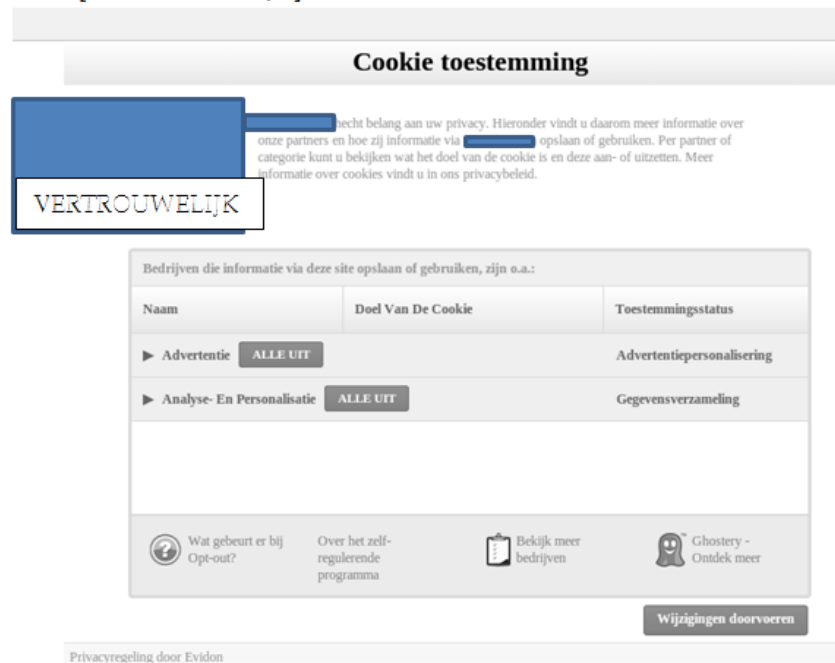 Cookie toestemming
hecht belang aan uw privacy. Hieronder vindt u daarom meer informatie over
onze partners en hoe zij informatie via opslaan of gebruiken. Per partner of
categorie kunt u bekijken wat het doel van de cookie is en deze aan- of uitzetten. Meer
informatie over cookies vindt u in ons privacybeleid.
VERTROUWELIJK
Bedrijven die informatie via deze site opslaan of gebruiken, zijn o.a.:
Naam Doel Van De Cookie Toestemmingsstatus
▶ Advertentie ALLE UIT Advertentiepersonalisering
▶ Analyse- En Personalisatie ALLE UIT Gegevensverzameling
Wat gebeurt er bij
Opt-out?
Over het zelf-
regulerende
programma
Bekijk meer
bedrijven
Ghostery -
Ontdek meer
Wijzigingen doorvoeren
Privacyregeling door Evidon